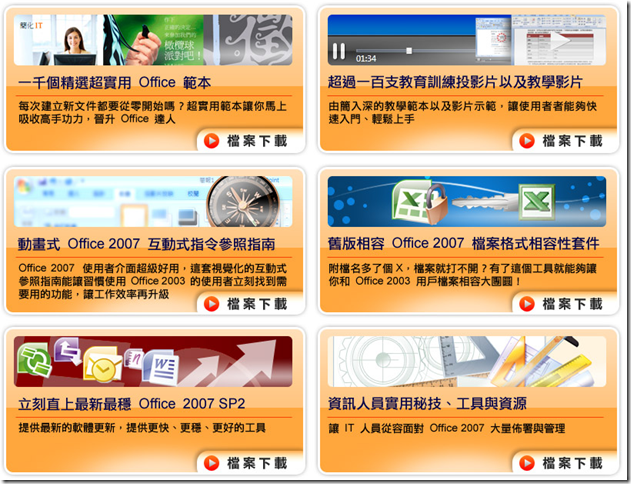 簡化 IT
橄欖球
派對吧！
一千個精選超實用 Office 範本
每次建立新文件都要從零開始嗎？超實用範本讓你馬上
吸收高手功力，晉升 Office 達人
檔案下載
01:34
超過一百支教育訓練投影片以及教學影片
由簡入深的教學範本以及影片示範，讓使用者者能夠快
速入門、輕鬆上手
檔案下載
動畫式 Office 2007 互動式指令參照指南
Office 2007 使用者介面超級好用，這套視覺化的互動式
參照指南能讓習慣使用 Office 2003 的使用者立刻找到需
要用的功能，讓工作效率再升級
檔案下載
舊版相容 Office 2007 檔案格式相容性套件
附檔名多了個 X，檔案就打不開？有了這個工具就能夠讓
你和 Office 2003 用戶檔案相容大團圓！
檔案下載
立刻直上最新最穩 Office 2007 SP2
提供最新的軟體更新，提供更快、更穩、更好的工具
檔案下載
資訊人員實用秘技、工具與資源
讓 IT 人員從容面對 Office 2007 大量佈署與管理
檔案下載